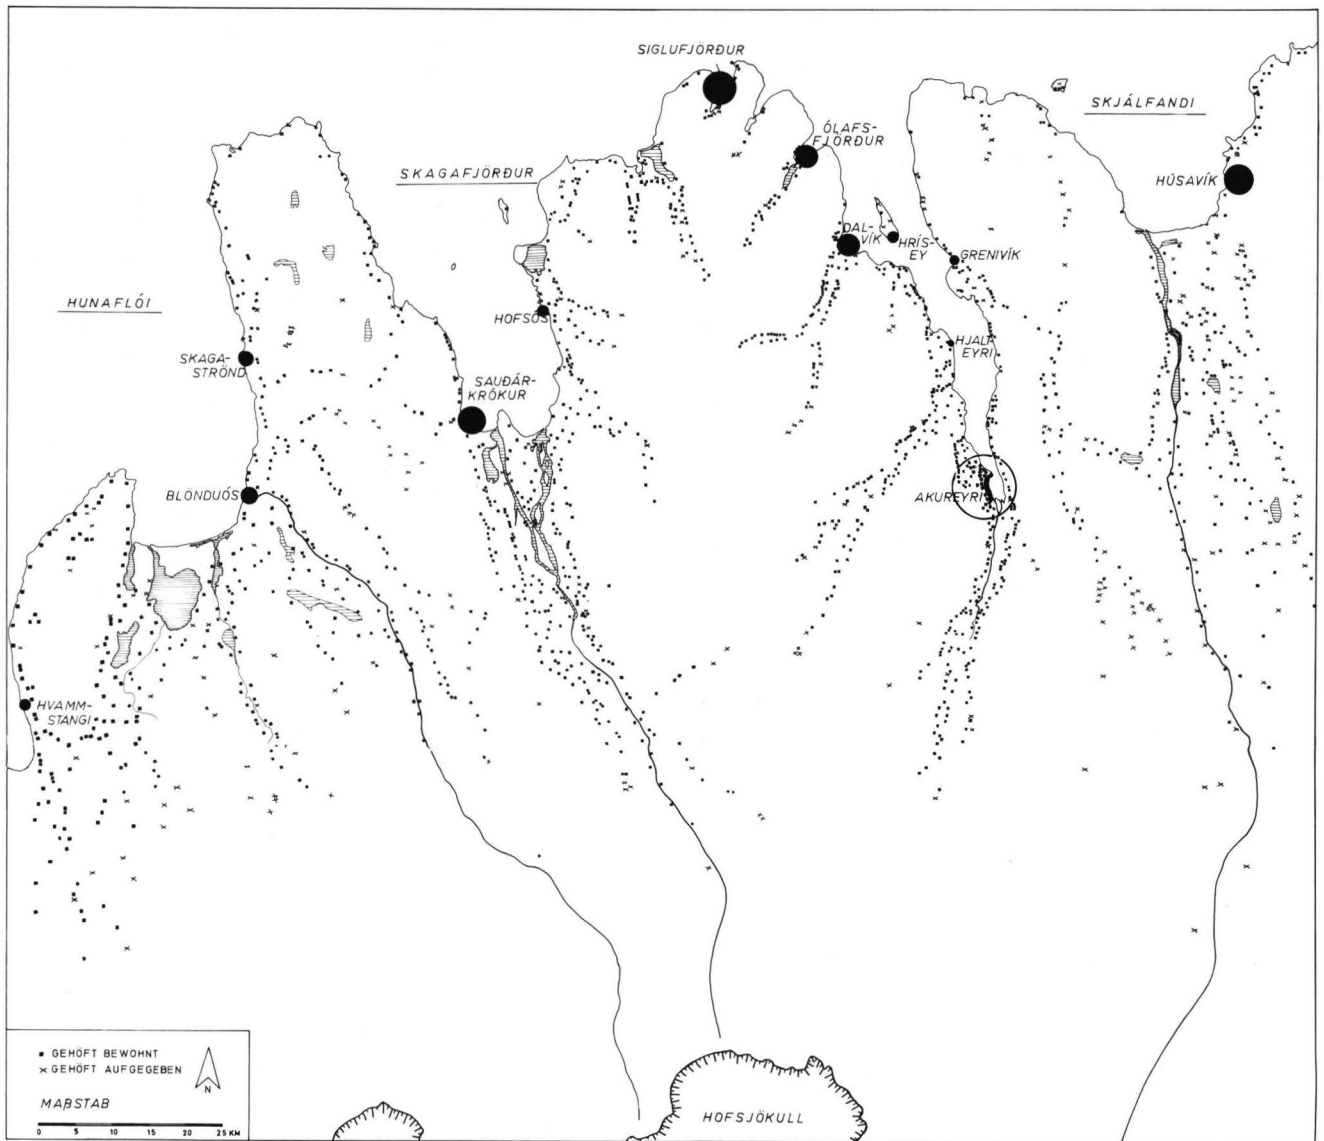 SIGLUFJÖRÐUR
SKJÁLFANDI
ÓLAFS-
FJÖRÐUR
SKAGAFJÖRÐUR
HÚSAVÍK
DAL-
VÍK
HRÍS-
EY
GRENIVÍK
HUNAFLÓI
HOFSÓS
HJALT-
EYRI
SKAGA-
STRÖND
SAUÐÁR-
KRÓKUR
BLÖNDUÓS
AKUREYRI
HVAMM-
STANGI
GEHÖFT BEWOHNT
GEHÖFT AUFGEGEBEN
N
MAẞSTAB
0 5 10 15 20 25 KM
HOFSJÖKULL